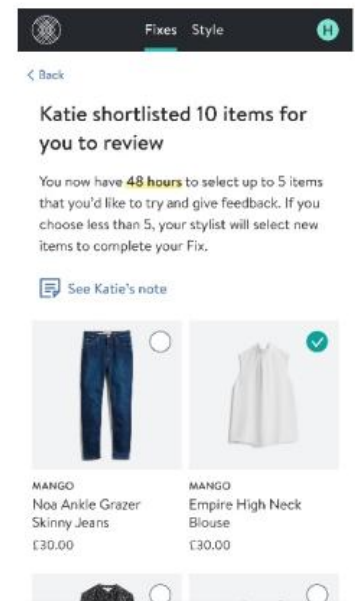 Fixes Style H
< Back
Katie shortlisted 10 items for
you to review
You now have 48 hours to select up to 5 items
that you'd like to try and give feedback. If you
choose less than 5, your stylist will select new
items to complete your Fix.
See Katie's note
MANGO
Noa Ankle Grazer
Skinny Jeans
£30.00
MANGO
Empire High Neck
Blouse
£30.00